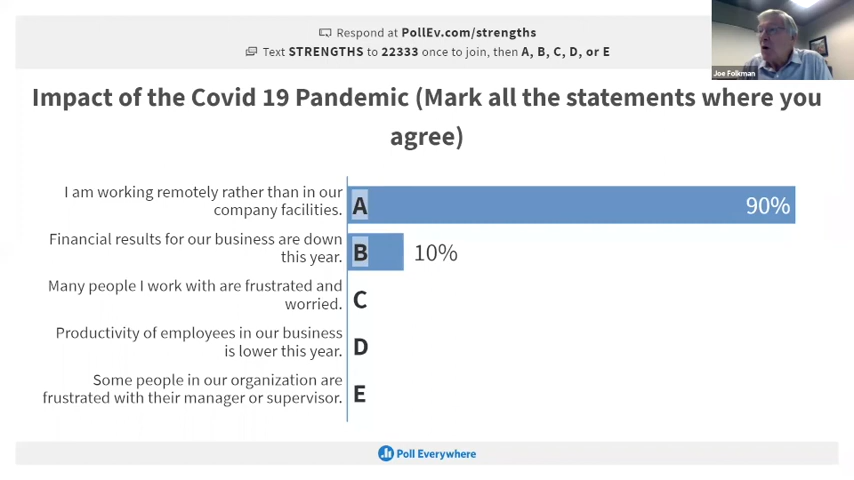 Respond at PollEv.com/strengths
Text STRENGTHS to 22333 once to join, then A, B, C, D, or E
Joe Folkman
Impact of the Covid 19 Pandemic (Mark all the statements where you
agree)
I am working remotely rather than in our
company facilities.
A
90%
Financial results for our business are down
this year.
B
10%
Many people I work with are frustrated and
worried.
C
Productivity of employees in our business
is lower this year.
D
Some people in our organization are
frustrated with their manager or supervisor.
E
Poll Everywhere